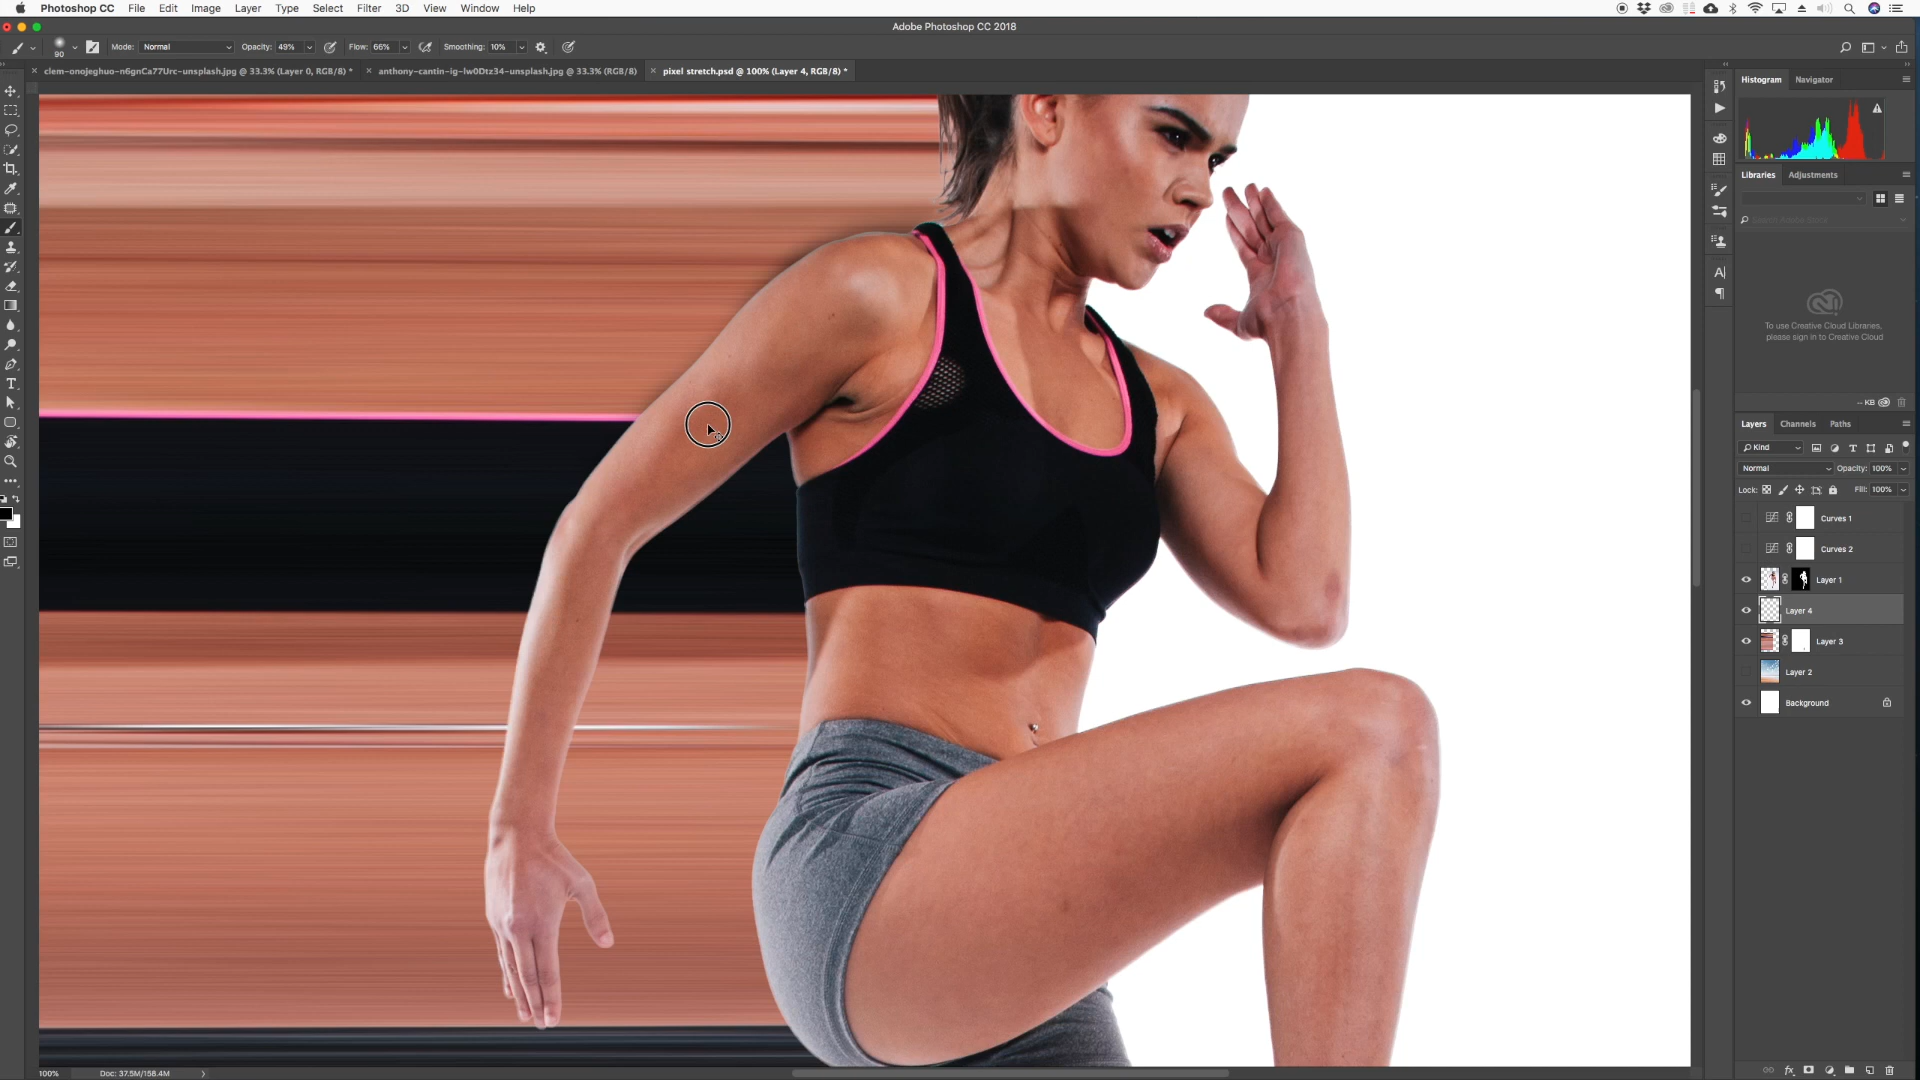 Photoshop CC File Edit Image Layer Type Select Filter 3D View Window Help
Adobe Photoshop CC 2018
90 Mode: Normal Opacity: 49% Flow: 66% Smoothing: 10%
clem-onojeghuo-n6gnCa77Urc-unsplash.jpg @ 33.3% (Layer 0, RGB/8) * anthony-cantin-ig-lw0Dtz34-unsplash.jpg @ 33.3% (RGB/8) pixel stretch.psd @ 100% (Layer 4, RGB/8) *
Histogram Navigator
Libraries Adjustments
Search Adobe Stock
To use Creative Cloud Libraries,
please sign in to Creative Cloud
-- KB
Layers Channels Paths
Kind
Normal Opacity: 100%
Lock: Fill: 100%
Curves 1
Curves 2
Layer 1
Layer 4
Layer 3
Layer 2
Background
100% Doc: 37.5M/158.4M